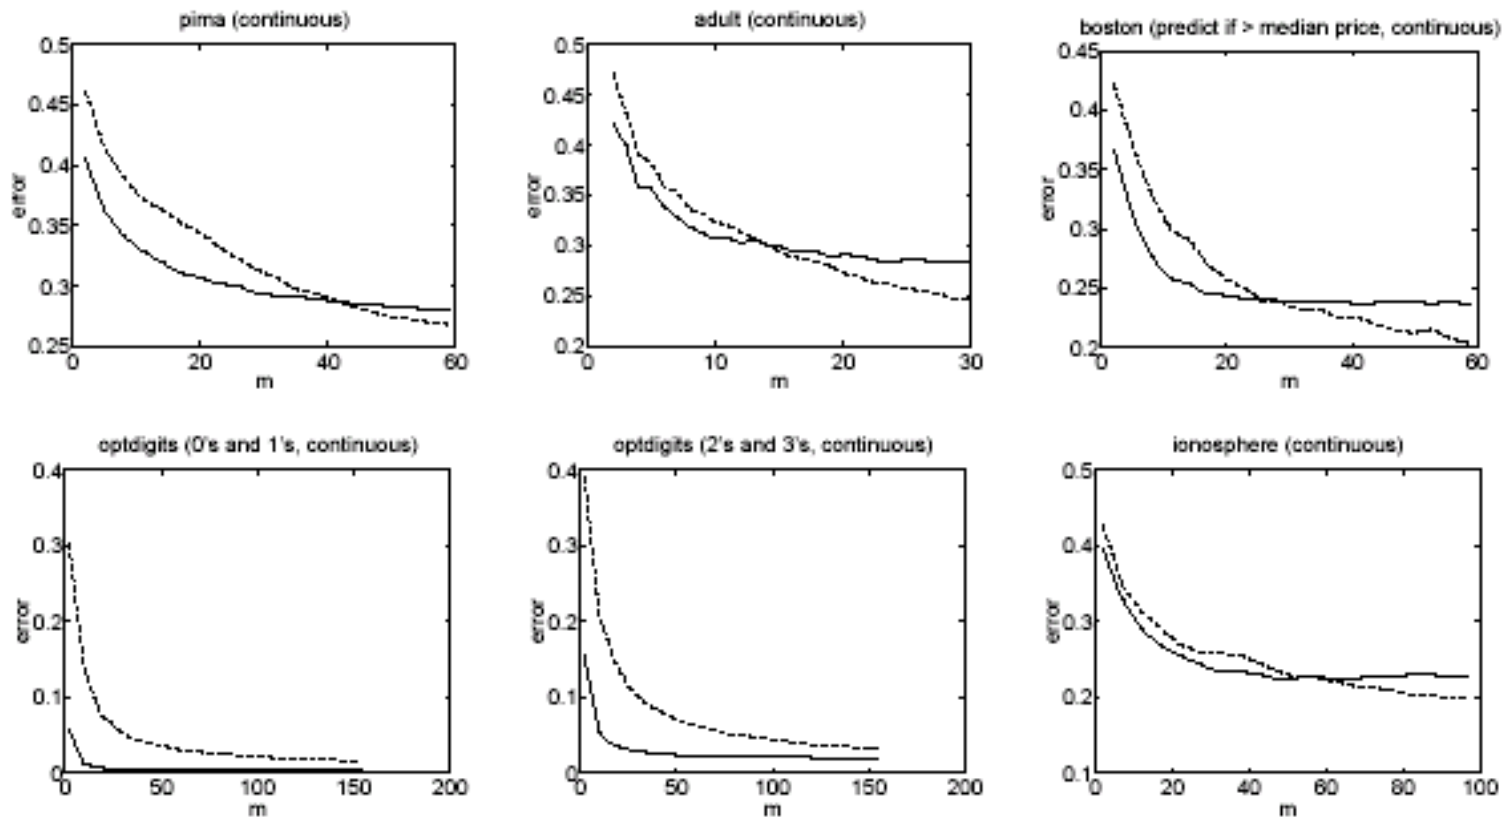 pima (continuous)
0.5
0.45
0.4
0.35
0.3
0.25
error
0 20 40 60
m
adult (continuous)
0.5
0.45
0.4
0.35
0.3
0.25
0.2
error
0 10 20 30
m
boston (predict if > median price, continuous)
0.45
0.4
0.35
0.3
0.25
0.2
error
0 20 40 60
m
optdigits (0's and 1's, continuous)
0.4
0.3
0.2
0.1
0
error
0 50 100 150 200
m
optdigits (2's and 3's, continuous)
0.4
0.3
0.2
0.1
0
error
0 50 100 150 200
m
ionosphere (continuous)
0.5
0.4
0.3
0.2
0.1
error
0 20 40 60 80 100
m